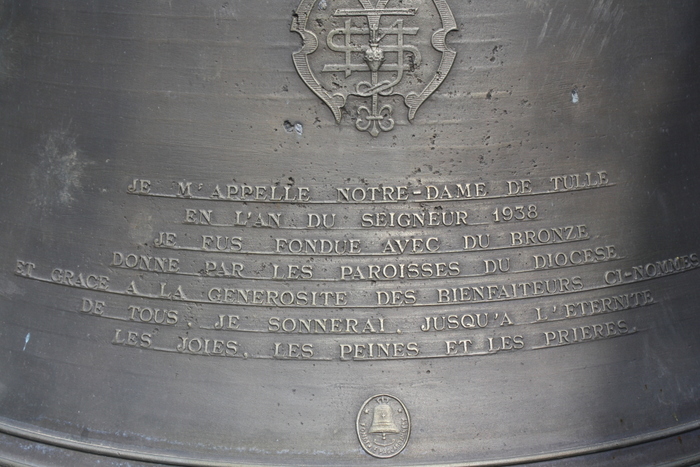 JE M'APPELLE NOTRE-DAME DE TULLE
EN L'AN DU SEIGNEUR 1938
JE FUS FONDUE AVEC DU BRONZE
DONNE PAR LES PAROISSES DU DIOCESE
ET GRACE A LA GENEROSITE DES BIENFAITEURS CI-NOMMES
DE TOUS, JE SONNERAI, JUSQU'A L'ETERNITE
LES JOIES, LES PEINES ET LES PRIERES.